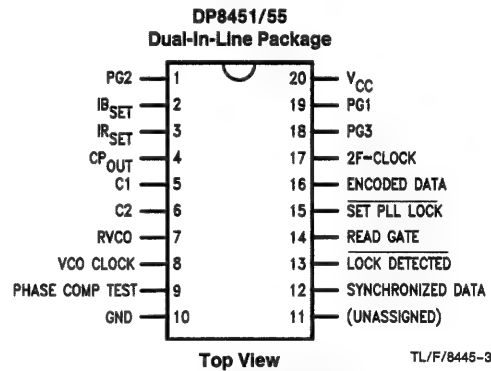 DP8451/55
Dual-In-Line Package
PG2 1 20 VCC
IBSET 2 19 PG1
IRSET 3 18 PG3
CPOUT 4 17 2F-CLOCK
C1 5 16 ENCODED DATA
C2 6 15 SET PLL LOCK
RVCO 7 14 READ GATE
VCO CLOCK 8 13 LOCK DETECTED
PHASE COMP TEST 9 12 SYNCHRONIZED DATA
GND 10 11 (UNASSIGNED)
Top View
TL/F/8445-3